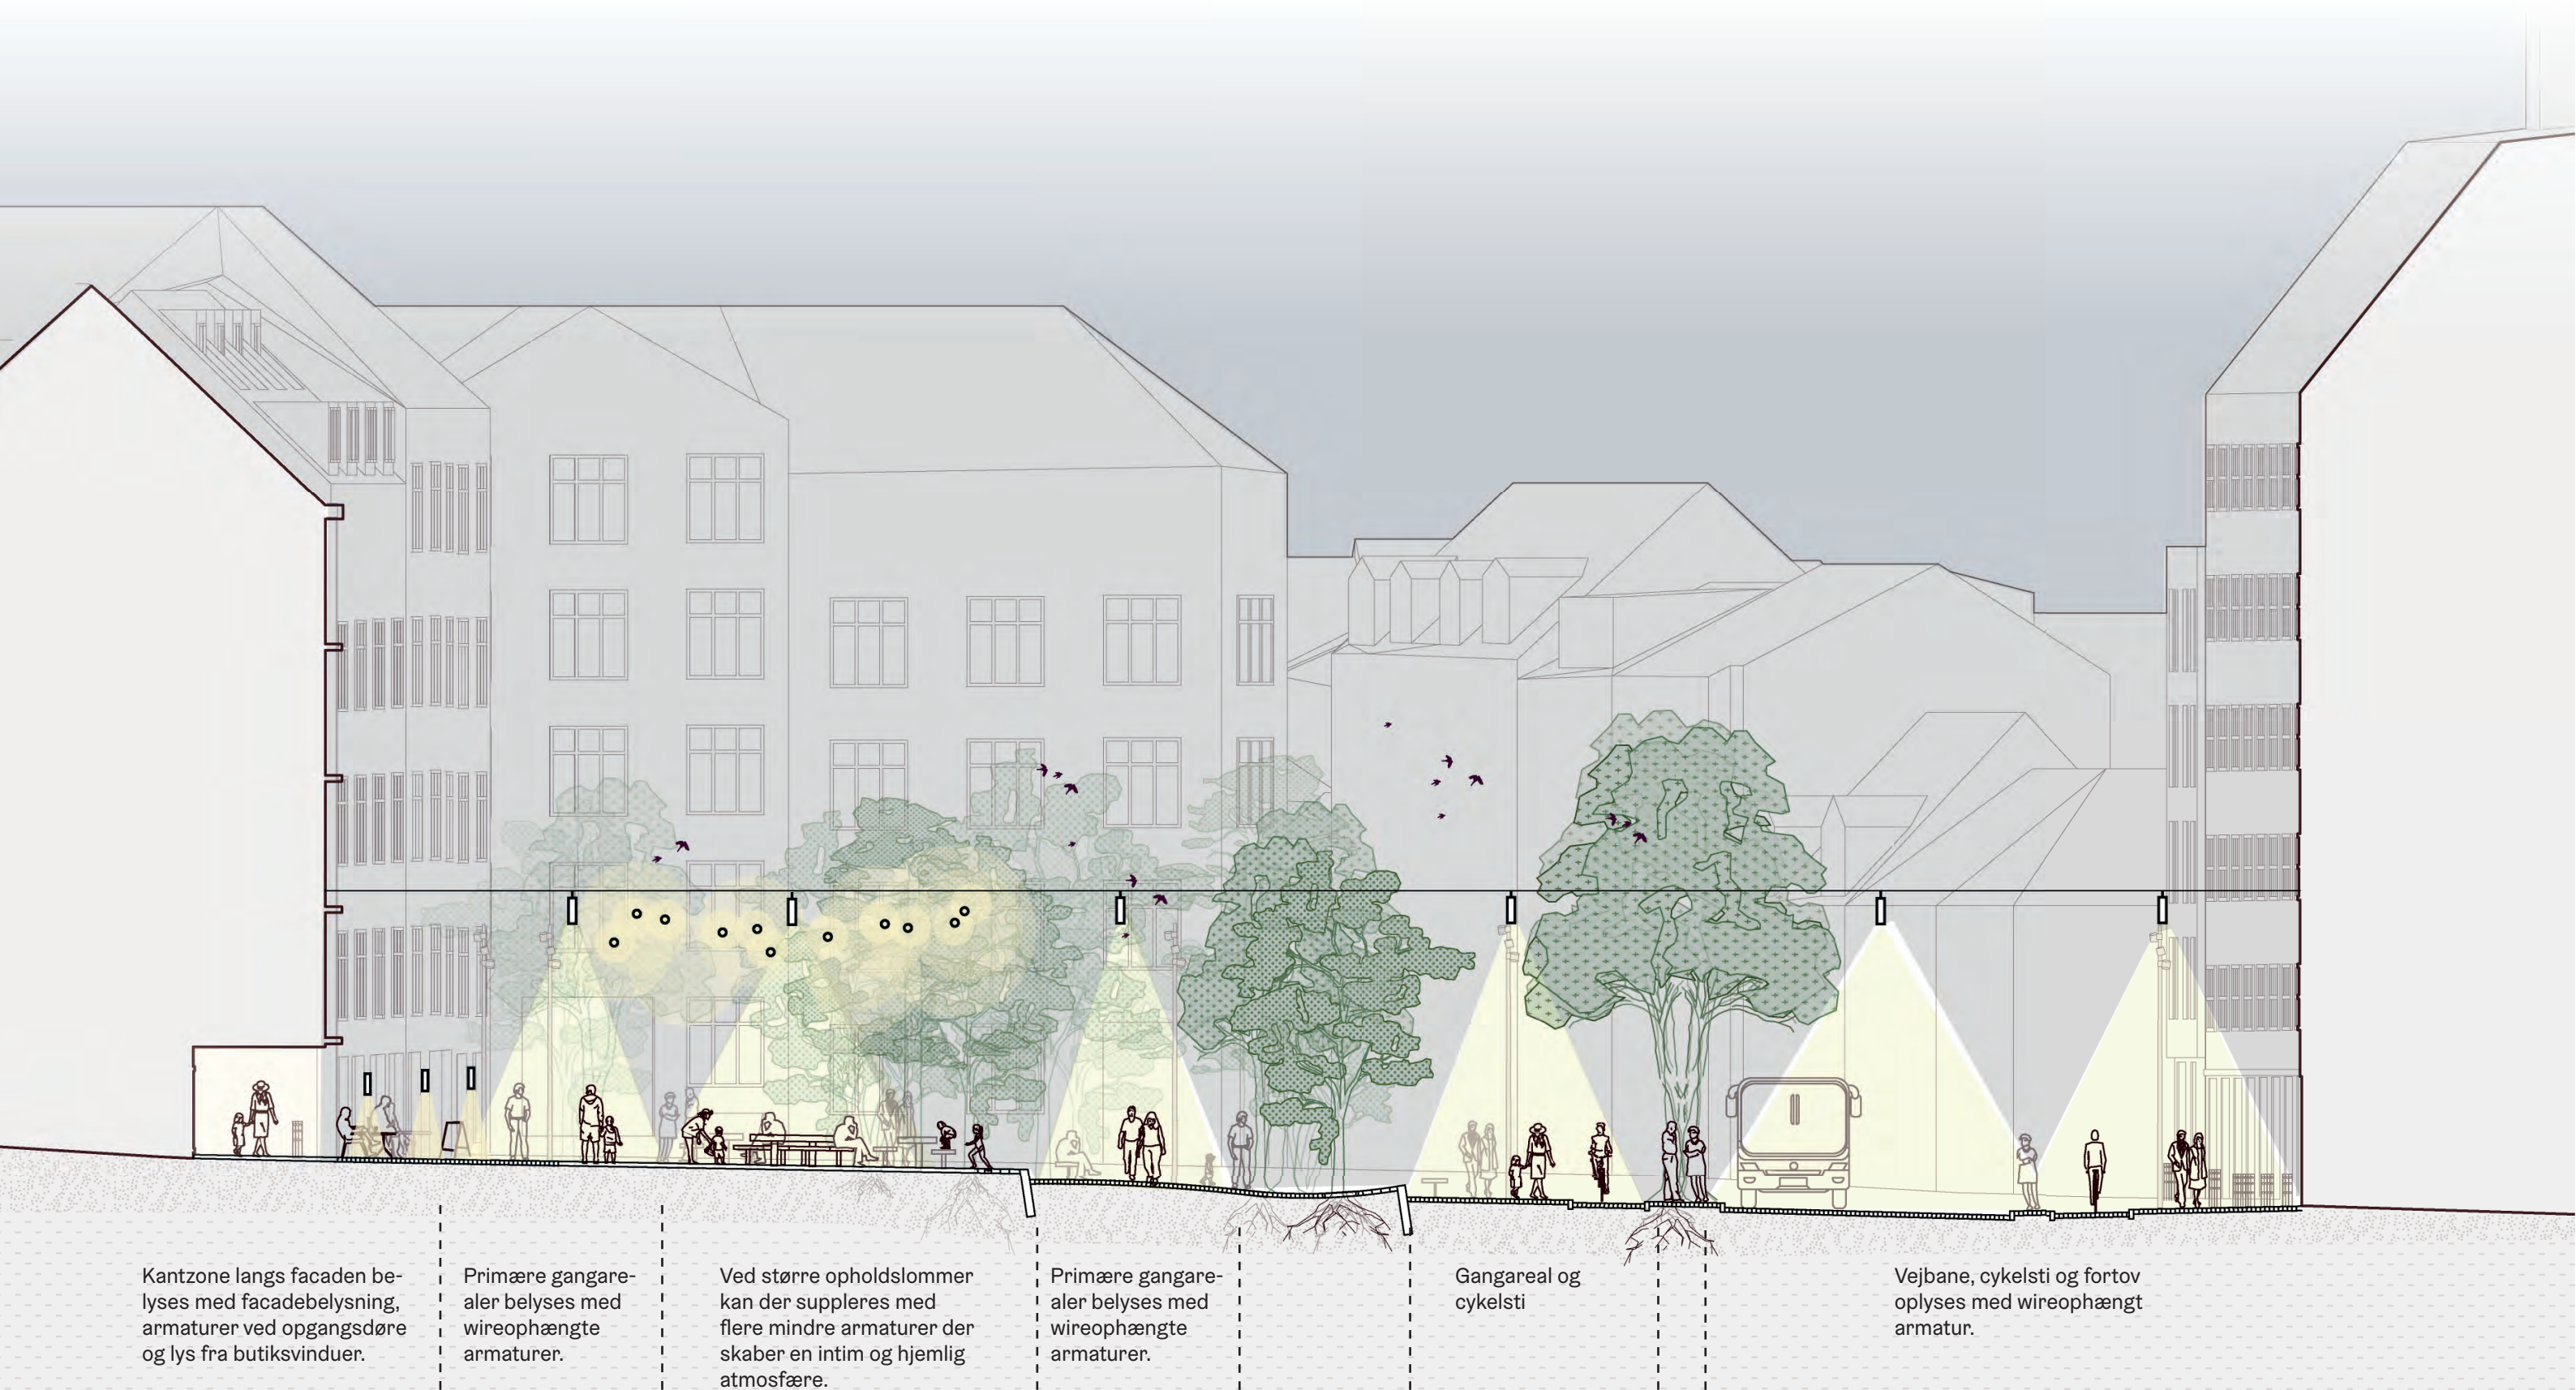 Kantzone langs facaden be-
lyses med facadebelysning,
armaturer ved opgangsdøre
og lys fra butiksvinduer.
Primære gangare-
aler belyses med
wireophængte
armaturer.
Ved større opholdslommer
kan der suppleres med
flere mindre armaturer der
skaber en intim og hjemlig
atmosfære.
Primære gangare-
aler belyses med
wireophængte
armaturer.
Gangareal og
cykelsti
Vejbane, cykelsti og fortov
oplyses med wireophængt
armatur.